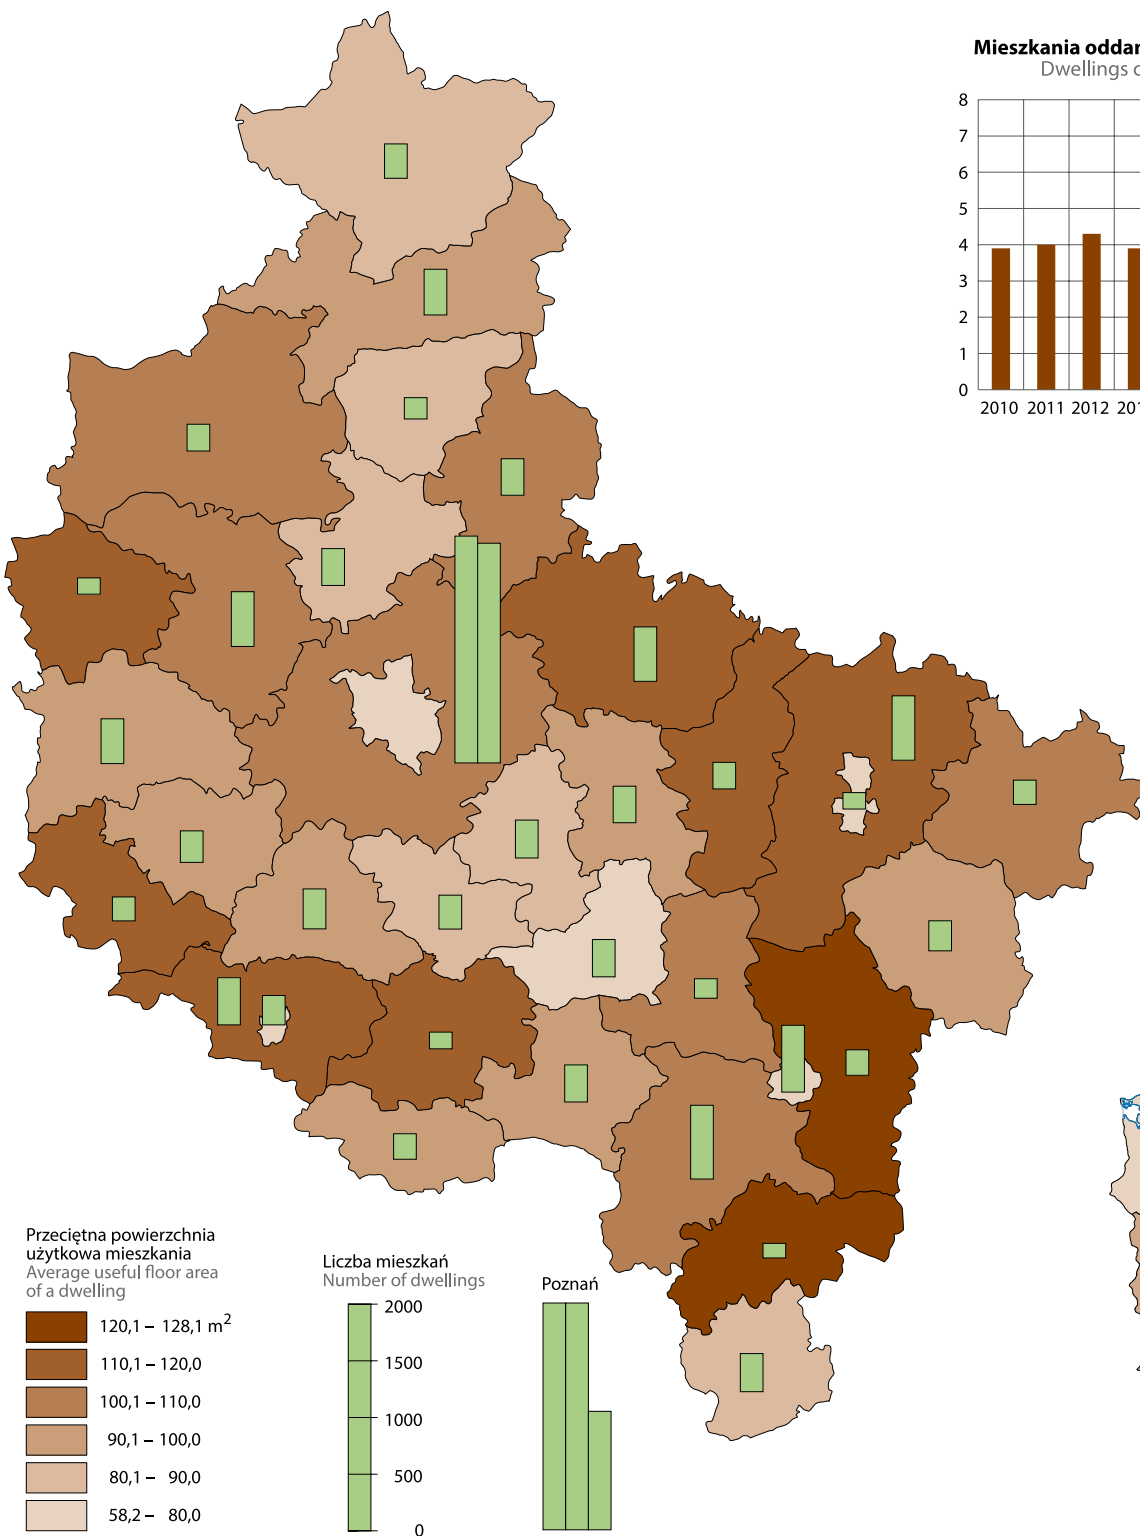 Mieszkania oddan
Dwellings c
8
7
6
5
4
3
2
1
0
2010 2011 2012 201
Przeciętna powierzchnia
użytkowa mieszkania
Average useful floor area
of a dwelling
120,1 – 128,1 m²
110,1 – 120,0
100,1 – 110,0
90,1 – 100,0
80,1 – 90,0
58,2 – 80,0
Liczba mieszkań
Number of dwellings
2000
1500
1000
500
0
Poznań